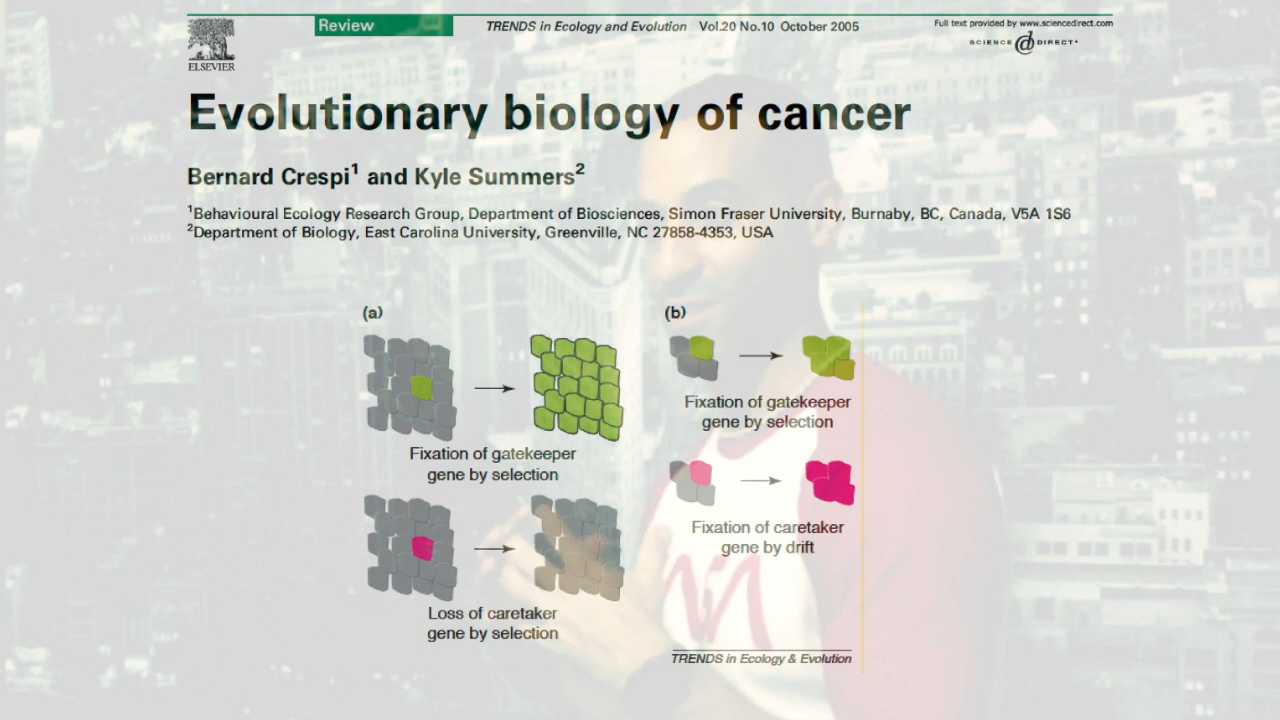 Review
TRENDS in Ecology and Evolution Vol.20 No.10 October 2005
Full text provided by www.sciencedirect.com
SCIENCE DIRECT
ELSEVIER
Evolutionary biology of cancer
Bernard Crespi1 and Kyle Summers2
1Behavioural Ecology Research Group, Department of Biosciences, Simon Fraser University, Burnaby, BC, Canada, V5A 1S6
2Department of Biology, East Carolina University, Greenville, NC 27858-4353, USA
(a)
Fixation of gatekeeper
gene by selection
Loss of caretaker
gene by selection
(b)
Fixation of gatekeeper
gene by selection
Fixation of caretaker
gene by drift
TRENDS in Ecology & Evolution